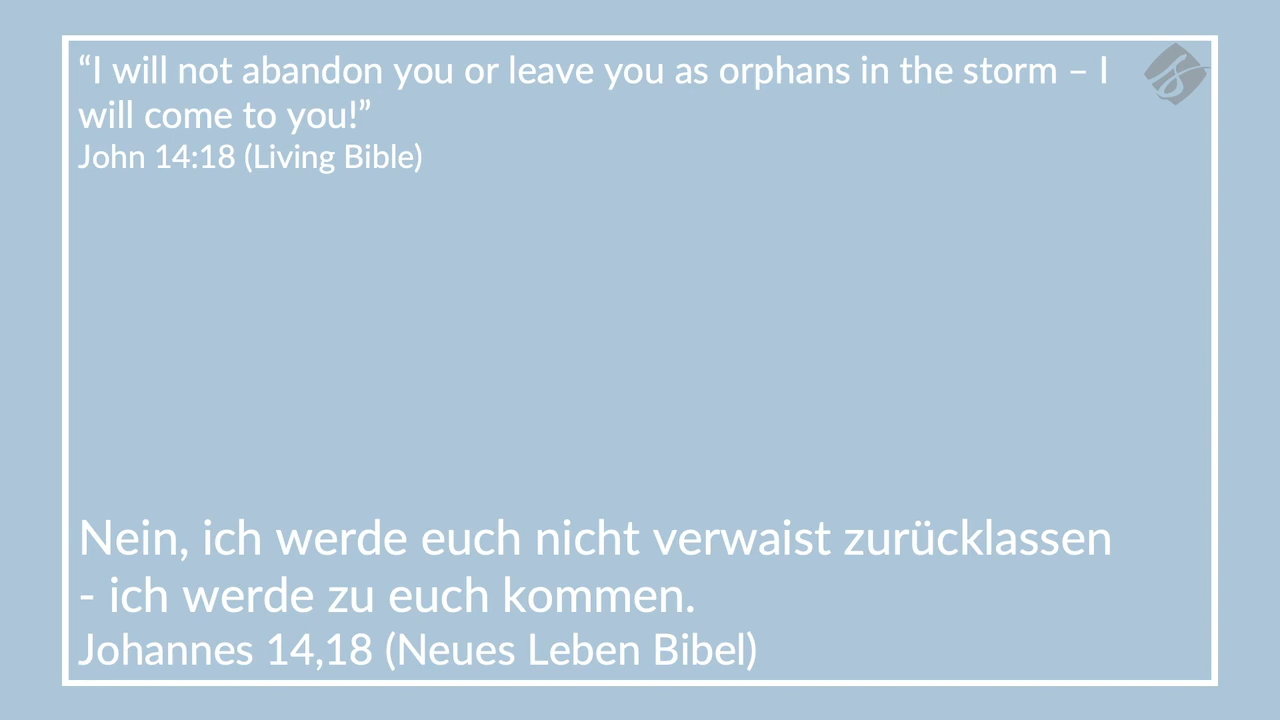 “I will not abandon you or leave you as orphans in the storm – I
will come to you!”
John 14:18 (Living Bible)
Nein, ich werde euch nicht verwaist zurücklassen
- ich werde zu euch kommen.
Johannes 14,18 (Neues Leben Bibel)